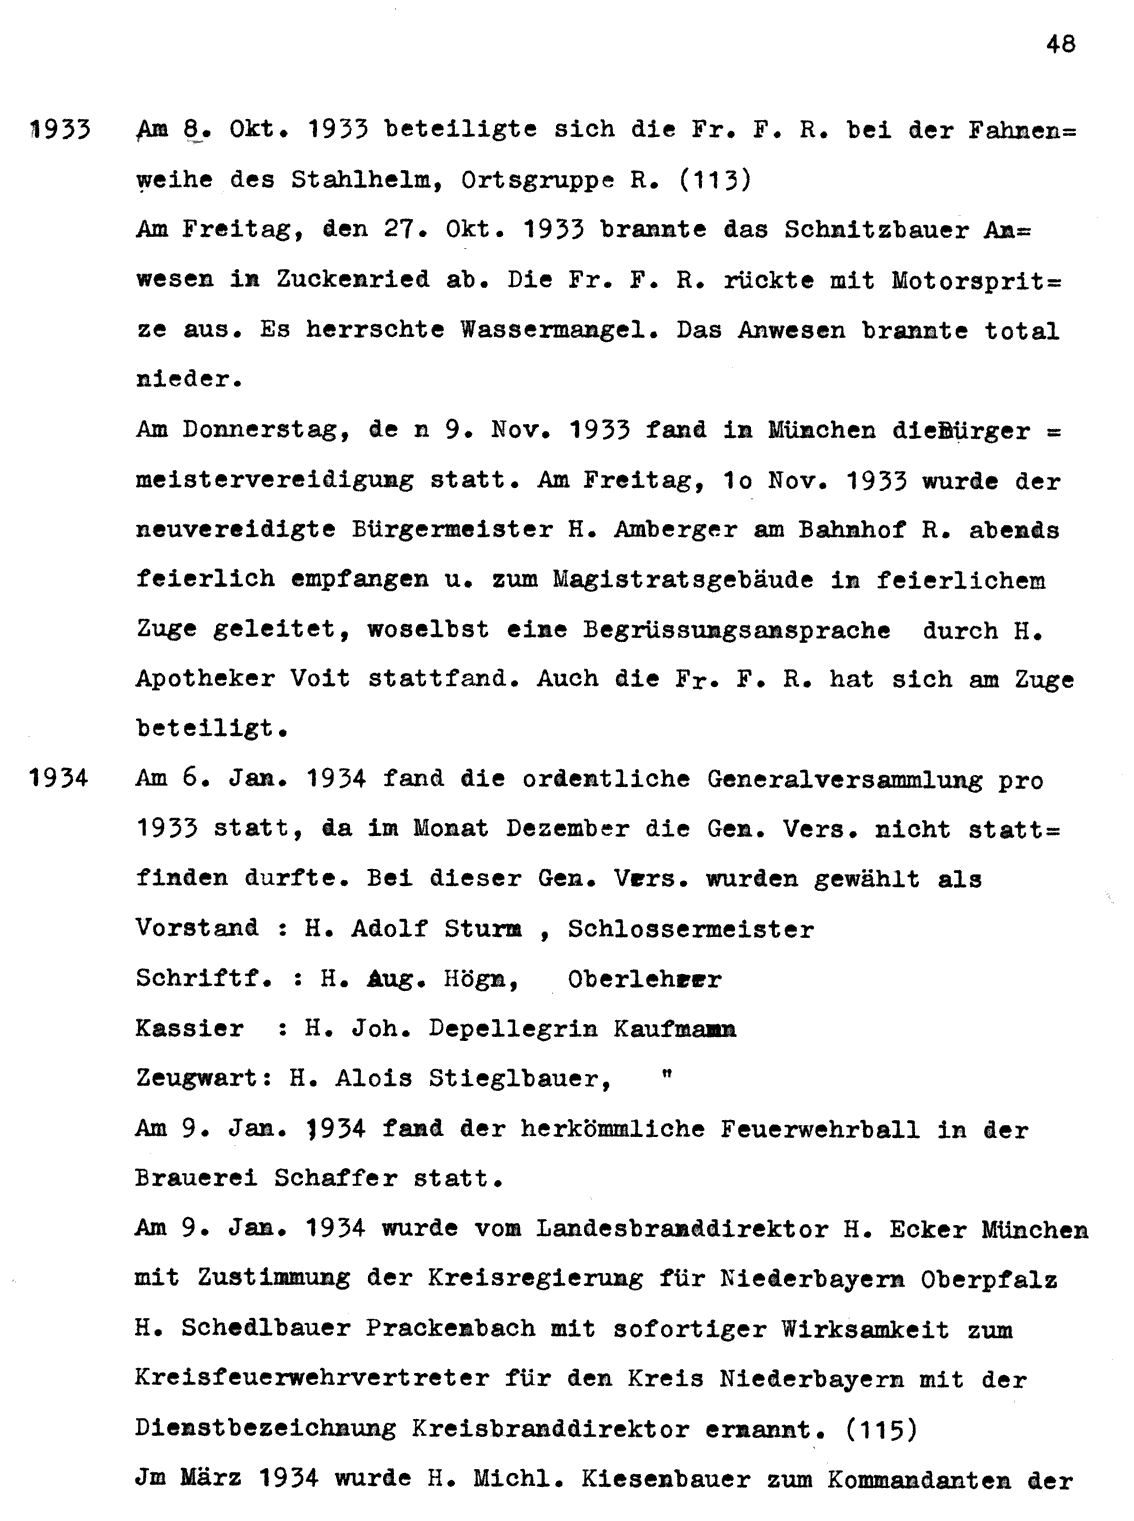 48
1933 Am 8. Okt. 1933 beteiligte sich die Fr. F. R. bei der Fahnen=
weihe des Stahlhelm, Ortsgruppe R. (113)
Am Freitag, den 27. Okt. 1933 brannte das Schnitzbauer An=
wesen in Zuckenried ab. Die Fr. F. R. rückte mit Motorsprit=
ze aus. Es herrschte Wassermangel. Das Anwesen brannte total
nieder.
Am Donnerstag, de n 9. Nov. 1933 fand in München dieBürger =
meistervereidigung statt. Am Freitag, 1o Nov. 1933 wurde der
neuvereidigte Bürgermeister H. Amberger am Bahnhof R. abends
feierlich empfangen u. zum Magistratsgebäude in feierlichem
Zuge geleitet, woselbst eine Begrüssungsansprache durch H.
Apotheker Voit stattfand. Auch die Fr. F. R. hat sich am Zuge
beteiligt.
1934 Am 6. Jan. 1934 fand die ordentliche Generalversammlung pro
1933 statt, da im Monat Dezember die Gen. Vers. nicht statt=
finden durfte. Bei dieser Gen. Vers. wurden gewählt als
Vorstand : H. Adolf Sturm , Schlossermeister
Schriftf. : H. Aug. Högn, Oberlehrer
Kassier : H. Joh. Depellegrin Kaufmann
Zeugwart: H. Alois Stieglbauer, "
Am 9. Jan. 1934 fand der herkömmliche Feuerwehrball in der
Brauerei Schaffer statt.
Am 9. Jan. 1934 wurde vom Landesbranddirektor H. Ecker München
mit Zustimmung der Kreisregierung für Niederbayern Oberpfalz
H. Schedlbauer Prackenbach mit sofortiger Wirksamkeit zum
Kreisfeuerwehrvertreter für den Kreis Niederbayern mit der
Dienstbezeichnung Kreisbranddirektor ernannt. (115)
Jm März 1934 wurde H. Michl. Kiesenbauer zum Kommandanten der